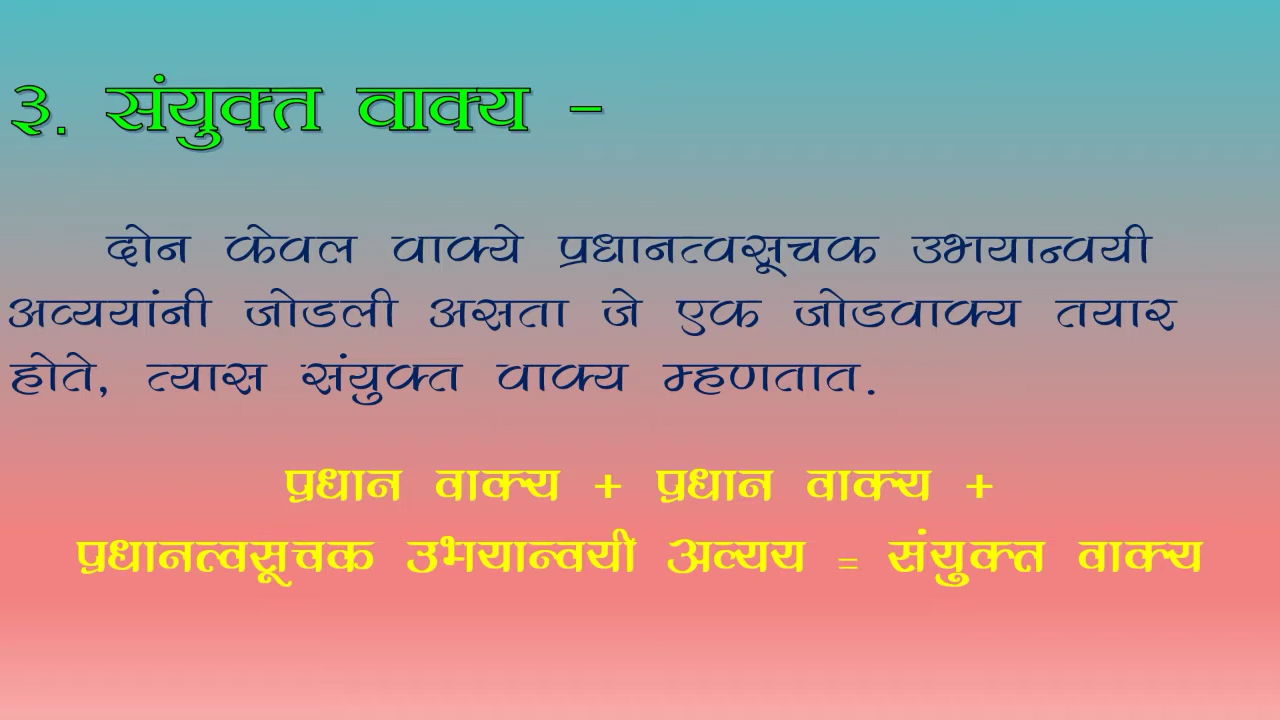 ३. संयुक्त वाक्य -
दोन केवल वाक्ये प्रधानत्वसूचक उभयान्वयी
अव्ययांनी जोडली असता जे एक जोडवाक्य तयार
होते, त्यास संयुक्त वाक्य म्हणतात.
प्रधान वाक्य + प्रधान वाक्य +
प्रधानत्वसूचक उभयान्वयी अव्यय = संयुक्त वाक्य